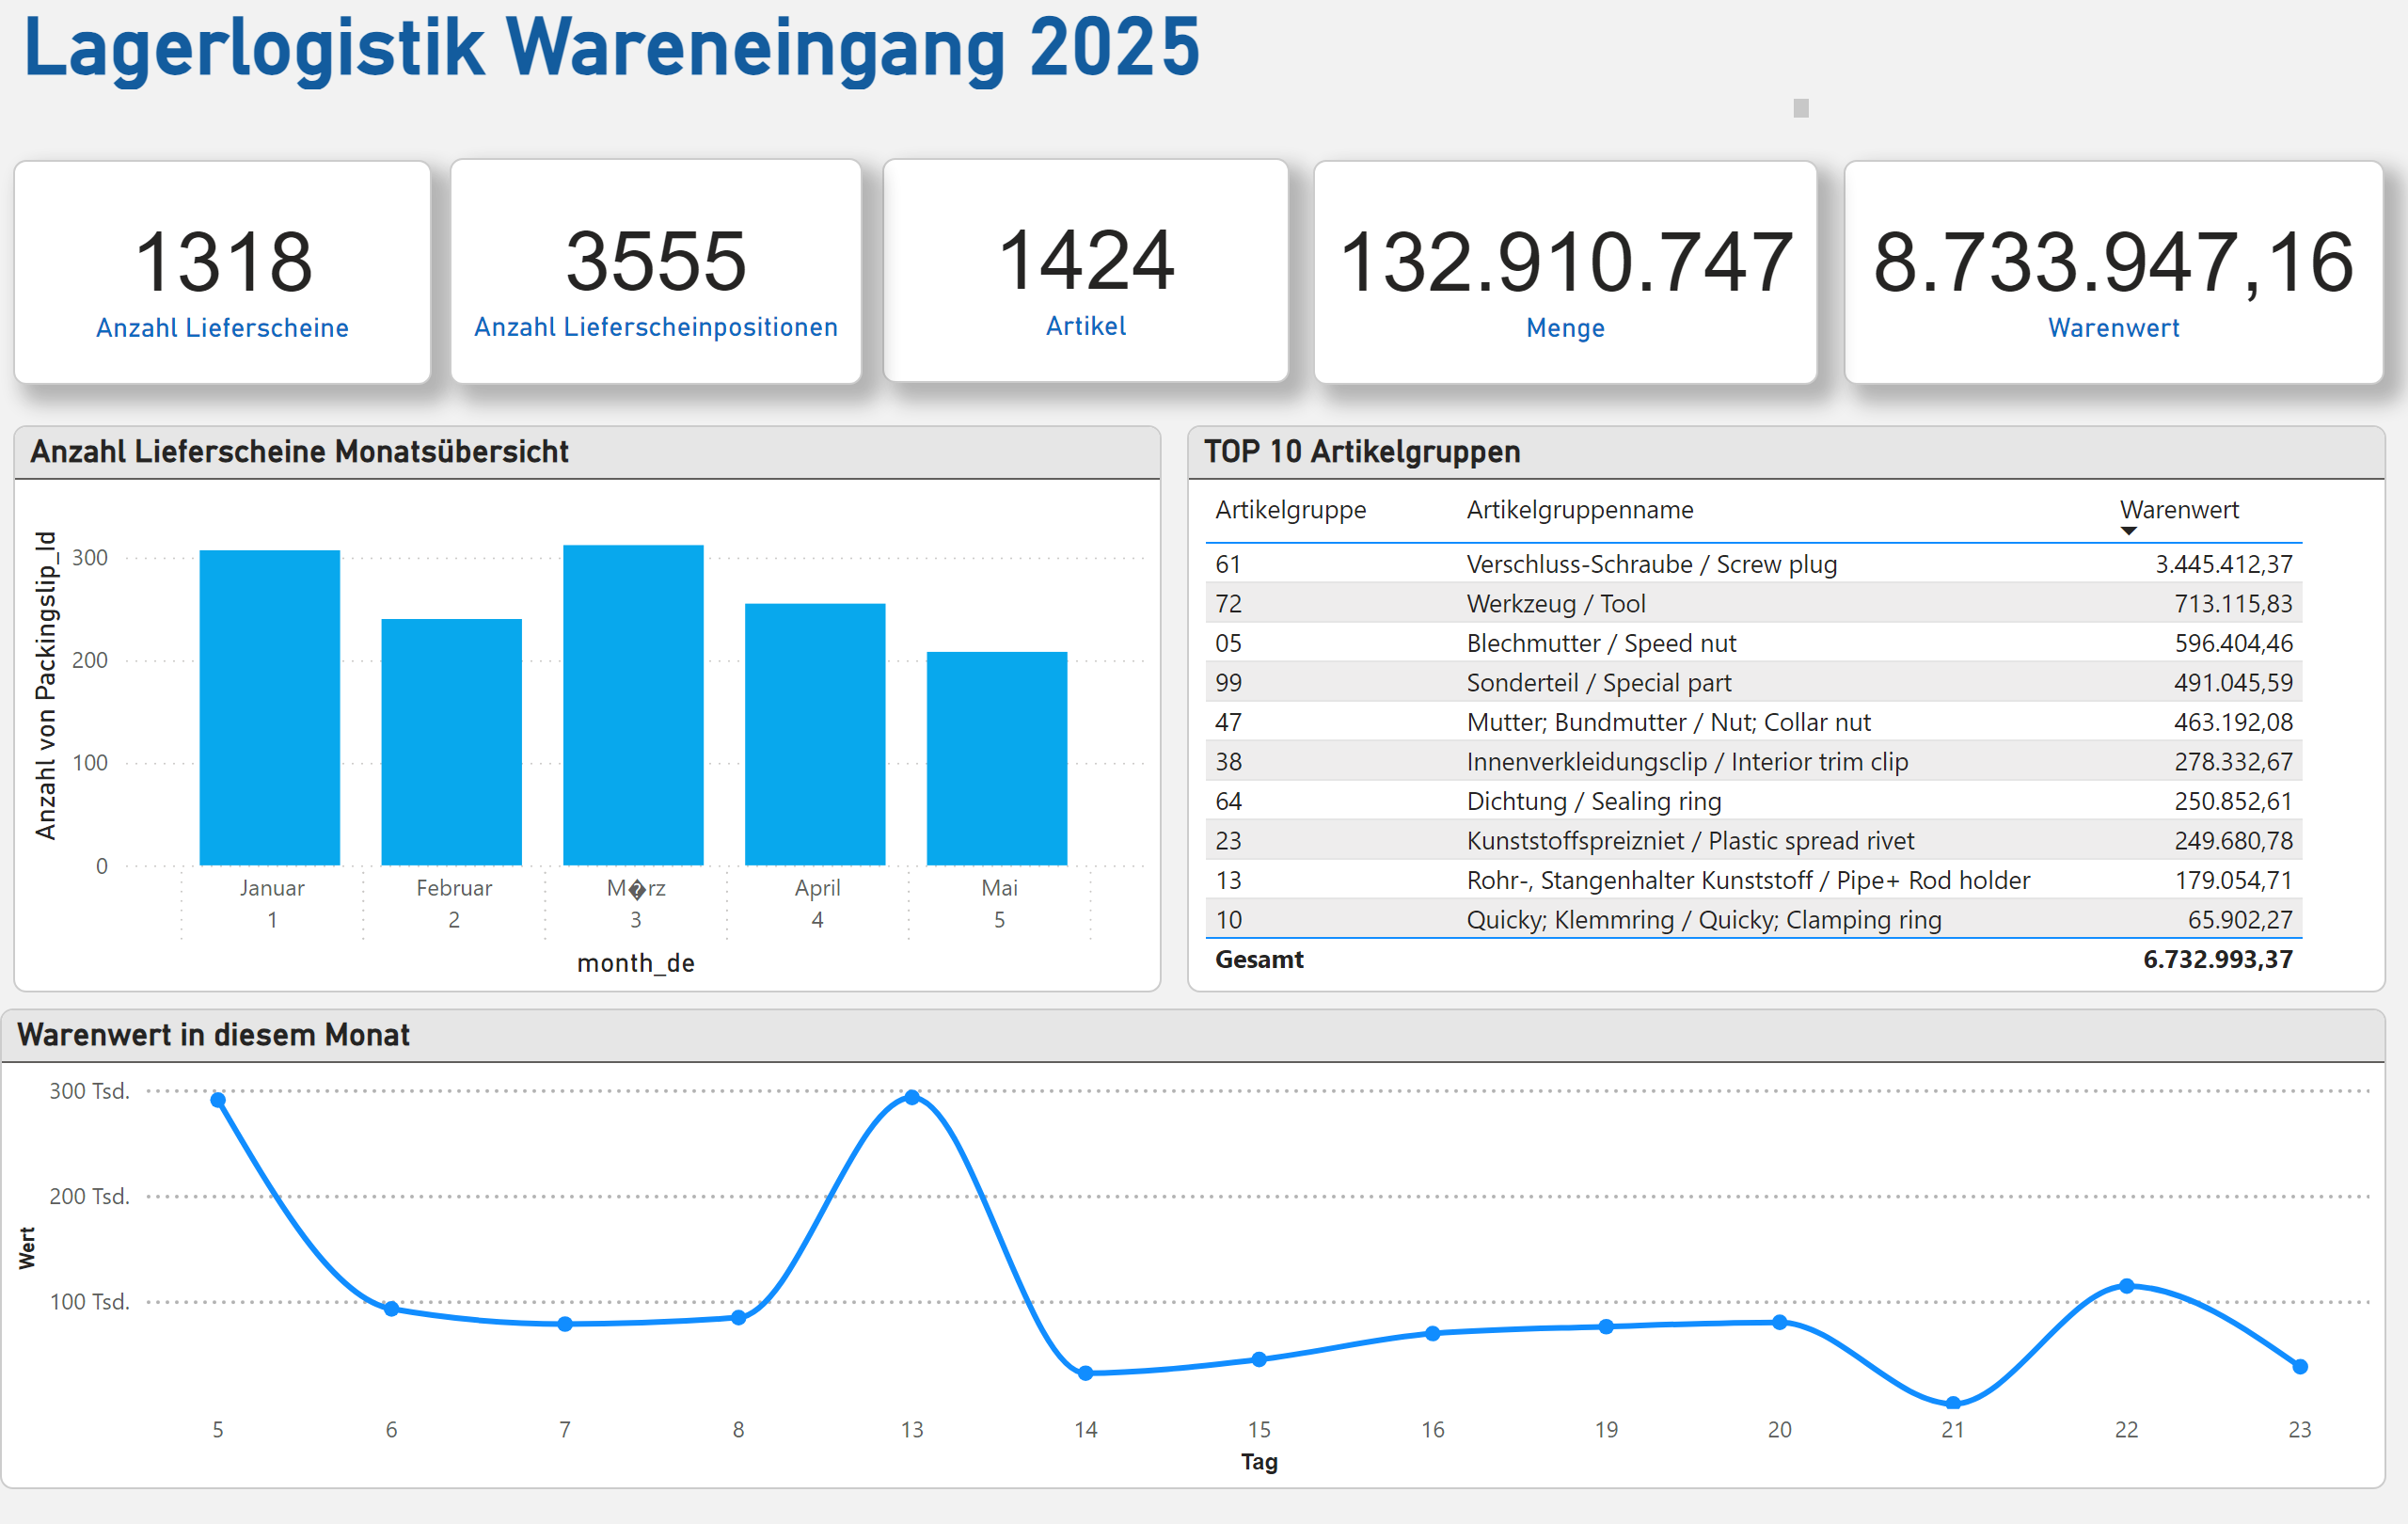 Lagerlogistik Wareneingang 2025
1318
Anzahl Lieferscheine
3555
Anzahl Lieferscheinpositionen
1424
Artikel
132.910.747
Menge
8.733.947,16
Warenwert
Anzahl Lieferscheine Monatsübersicht
Anzahl von Packingslip_Id
300
200
100
0
Januar Februar M�rz April Mai
1 2 3 4 5
month_de
TOP 10 Artikelgruppen
Artikelgruppe Artikelgruppenname Warenwert
61 Verschluss-Schraube / Screw plug 3.445.412,37
72 Werkzeug / Tool 713.115,83
05 Blechmutter / Speed nut 596.404,46
99 Sonderteil / Special part 491.045,59
47 Mutter; Bundmutter / Nut; Collar nut 463.192,08
38 Innenverkleidungsclip / Interior trim clip 278.332,67
64 Dichtung / Sealing ring 250.852,61
23 Kunststoffspreizniet / Plastic spread rivet 249.680,78
13 Rohr-, Stangenhalter Kunststoff / Pipe+ Rod holder 179.054,71
10 Quicky; Klemmring / Quicky; Clamping ring 65.902,27
Gesamt 6.732.993,37
Warenwert in diesem Monat
Wert
300 Tsd.
200 Tsd.
100 Tsd.
5 6 7 8 13 14 15 16 19 20 21 22 23
Tag